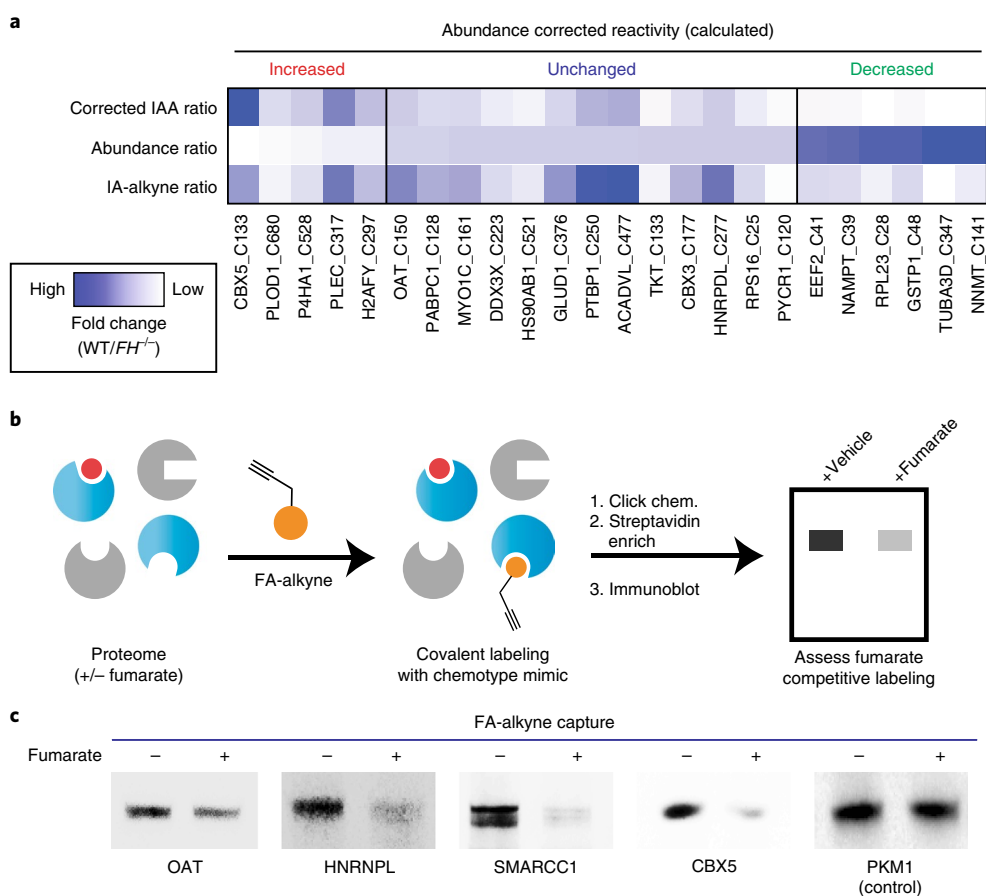 a
Abundance corrected reactivity (calculated)
Increased
Unchanged
Decreased
Corrected IAA ratio
Abundance ratio
IA-alkyne ratio
CBX5_C133
PLOD1_C680
P4HA1_C528
PLEC_C317
H2AFY_C297
OAT_C150
PABPC1_C128
MYO1C_C161
DDX3X_C223
HS90AB1_C521
GLUD1_C376
PTBP1_C250
ACADVL_C477
TKT_C133
CBX3_C177
HNRPDL_C277
RPS16_C25
PYCR1_C120
EEF2_C41
NAMPT_C39
RPL23_C28
GSTP1_C48
TUBA3D_C347
NNMT_C141
High
Low
Fold change
(WT/FH–/–)
b
+Vehicle
+Fumarate
1. Click chem.
2. Streptavidin
enrich
3. Immunoblot
FA-alkyne
Proteome
(+/– fumarate)
Covalent labeling
with chemotype mimic
Assess fumarate
competitive labeling
c
FA-alkyne capture
Fumarate – + – + – + – + – +
OAT
HNRNPL
SMARCC1
CBX5
PKM1
(control)